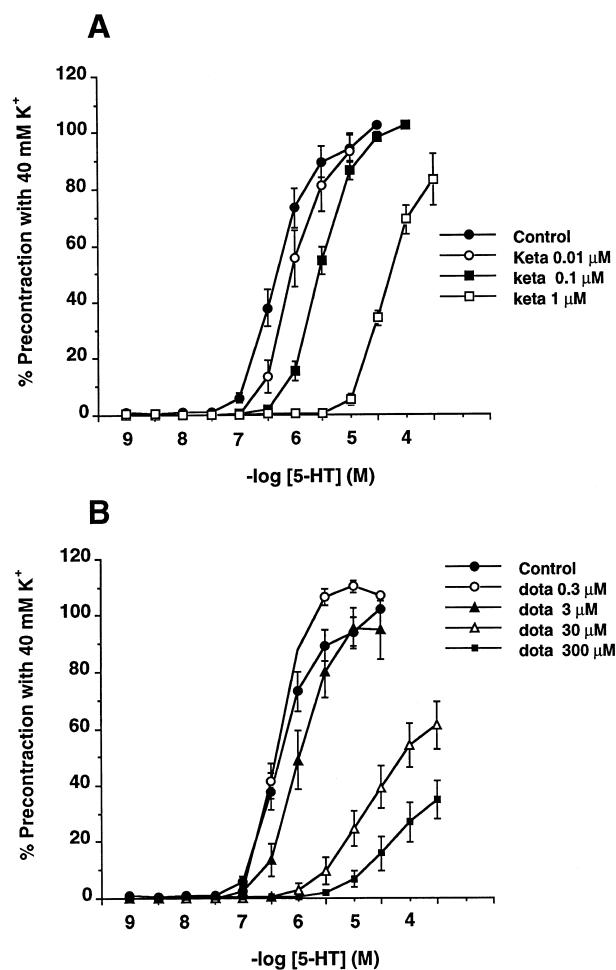 A
% Precontraction with 40 mM K⁺
120
100
80
60
40
20
0
9 8 7 6 5 4
-log [5-HT] (M)
Control
Keta 0.01 µM
keta 0.1 µM
keta 1 µM
B
% Precontraction with 40 mM K⁺
120
100
80
60
40
20
0
9 8 7 6 5 4
-log [5-HT] (M)
Control
dota 0.3 µM
dota 3 µM
dota 30 µM
dota 300 µM